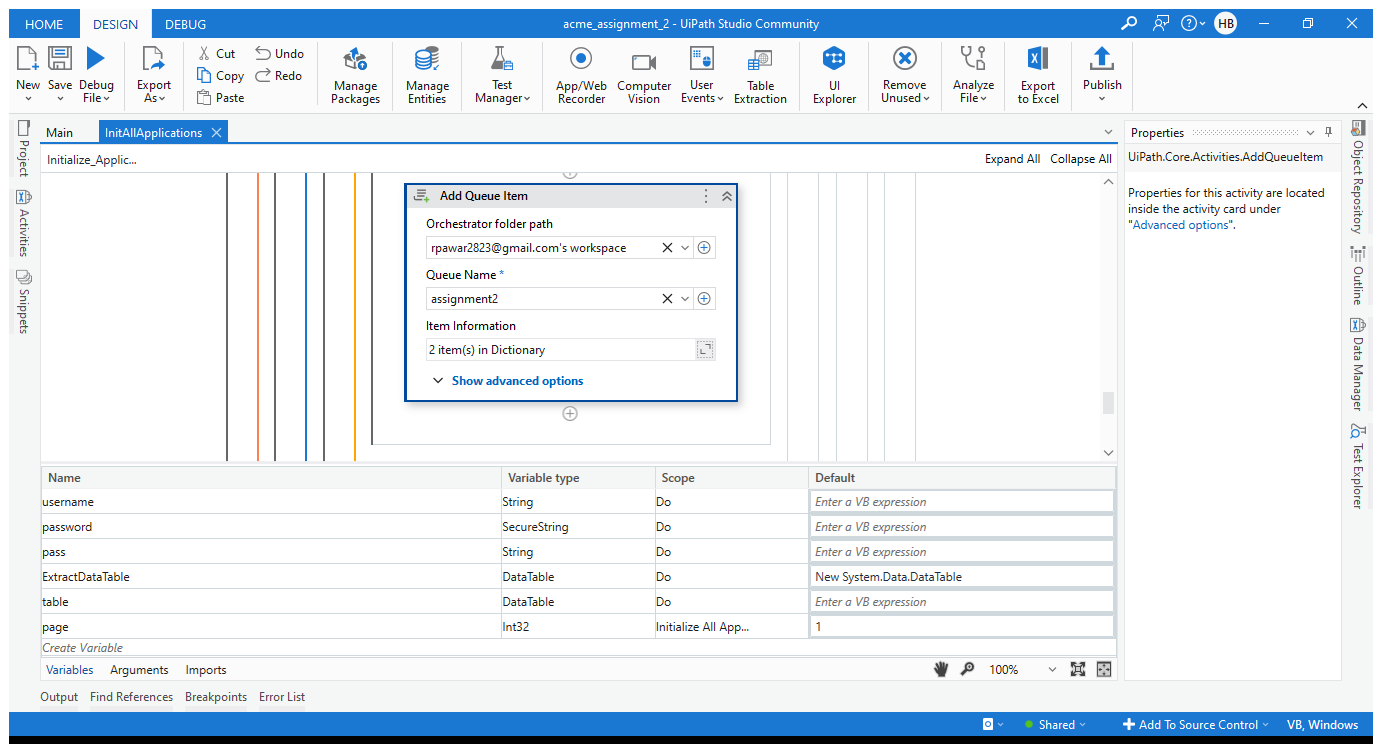 HOME DESIGN DEBUG acme_assignment_2 - UiPath Studio Community HB
New Save Debug File Export As Cut Copy Paste Undo Redo Manage Packages Manage Entities Test Manager App/Web Recorder Computer Vision User Events Table Extraction UI Explorer Remove Unused Analyze File Export to Excel Publish
Project
Activities
Snippets
Main InitAllApplications
Initialize_Applic... Expand All Collapse All
Add Queue Item
Orchestrator folder path
rpawar2823@gmail.com's workspace
Queue Name *
assignment2
Item Information
2 item(s) in Dictionary
Show advanced options
Properties
UiPath.Core.Activities.AddQueueItem
Properties for this activity are located
inside the activity card under
"Advanced options".
Object Repository
Outline
Data Manager
Test Explorer
Name Variable type Scope Default
username String Do Enter a VB expression
password SecureString Do Enter a VB expression
pass String Do Enter a VB expression
ExtractDataTable DataTable Do New System.Data.DataTable
table DataTable Do Enter a VB expression
page Int32 Initialize All App... 1
Create Variable
Variables Arguments Imports 100%
Output Find References Breakpoints Error List
Shared Add To Source Control VB, Windows